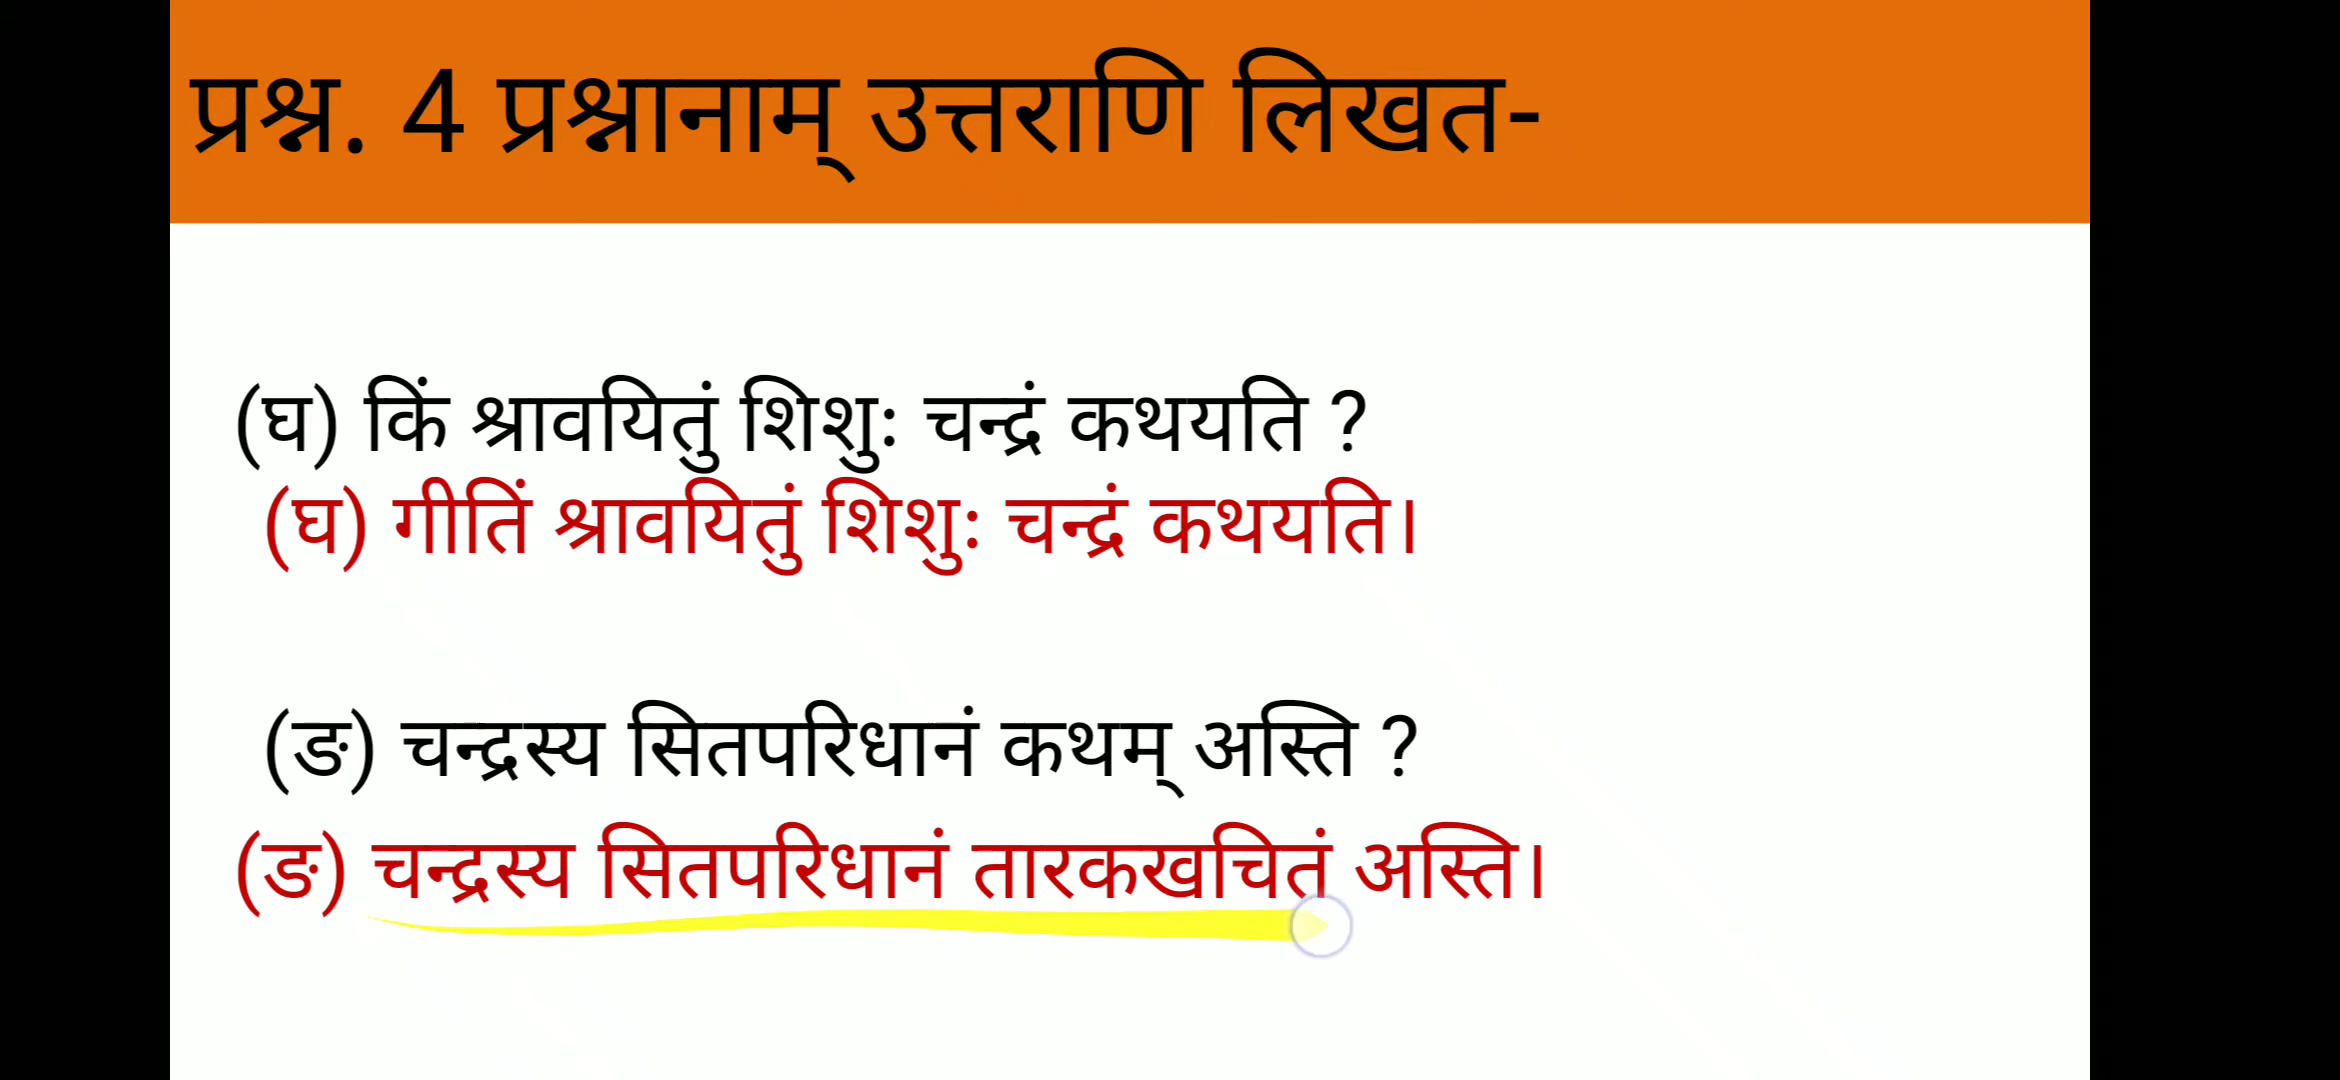 प्रश्न. 4 प्रश्नानाम् उत्तराणि लिखत-
(घ) किं श्रावयितुं शिशुः चन्द्रं कथयति ?
(घ) गीतिं श्रावयितुं शिशुः चन्द्रं कथयति।
(ङ) चन्द्रस्य सितपरिधानं कथम् अस्ति ?
(ङ) चन्द्रस्य सितपरिधानं तारकखचितं अस्ति।